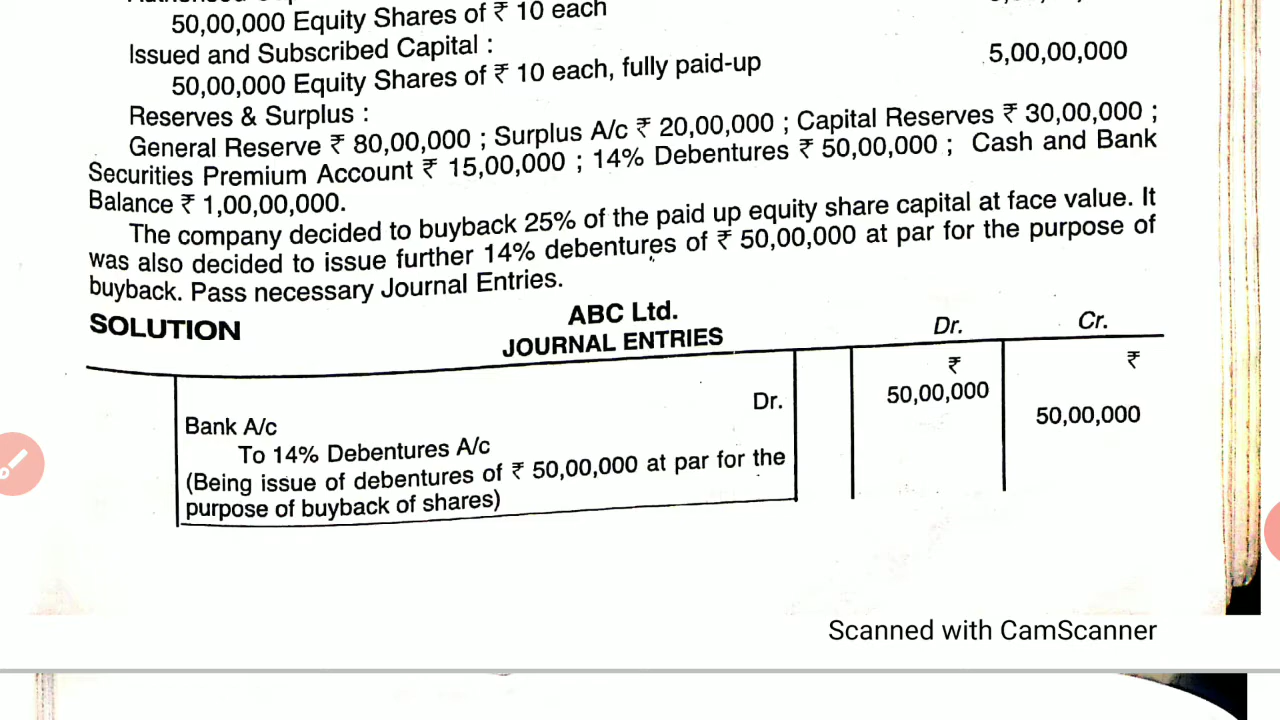 50,00,000 Equity Shares of ₹ 10 each
Issued and Subscribed Capital :
50,00,000 Equity Shares of ₹ 10 each, fully paid-up 5,00,00,000
Reserves & Surplus :
General Reserve ₹ 80,00,000 ; Surplus A/c ₹ 20,00,000 ; Capital Reserves ₹ 30,00,000 ;
Securities Premium Account ₹ 15,00,000 ; 14% Debentures ₹ 50,00,000 ; Cash and Bank
Balance ₹ 1,00,00,000.
The company decided to buyback 25% of the paid up equity share capital at face value. It
was also decided to issue further 14% debentures of ₹ 50,00,000 at par for the purpose of
buyback. Pass necessary Journal Entries.
SOLUTION
ABC Ltd.
JOURNAL ENTRIES
Dr. Cr.
₹ ₹
Bank A/c Dr. 50,00,000
To 14% Debentures A/c 50,00,000
(Being issue of debentures of ₹ 50,00,000 at par for the
purpose of buyback of shares)
Scanned with CamScanner